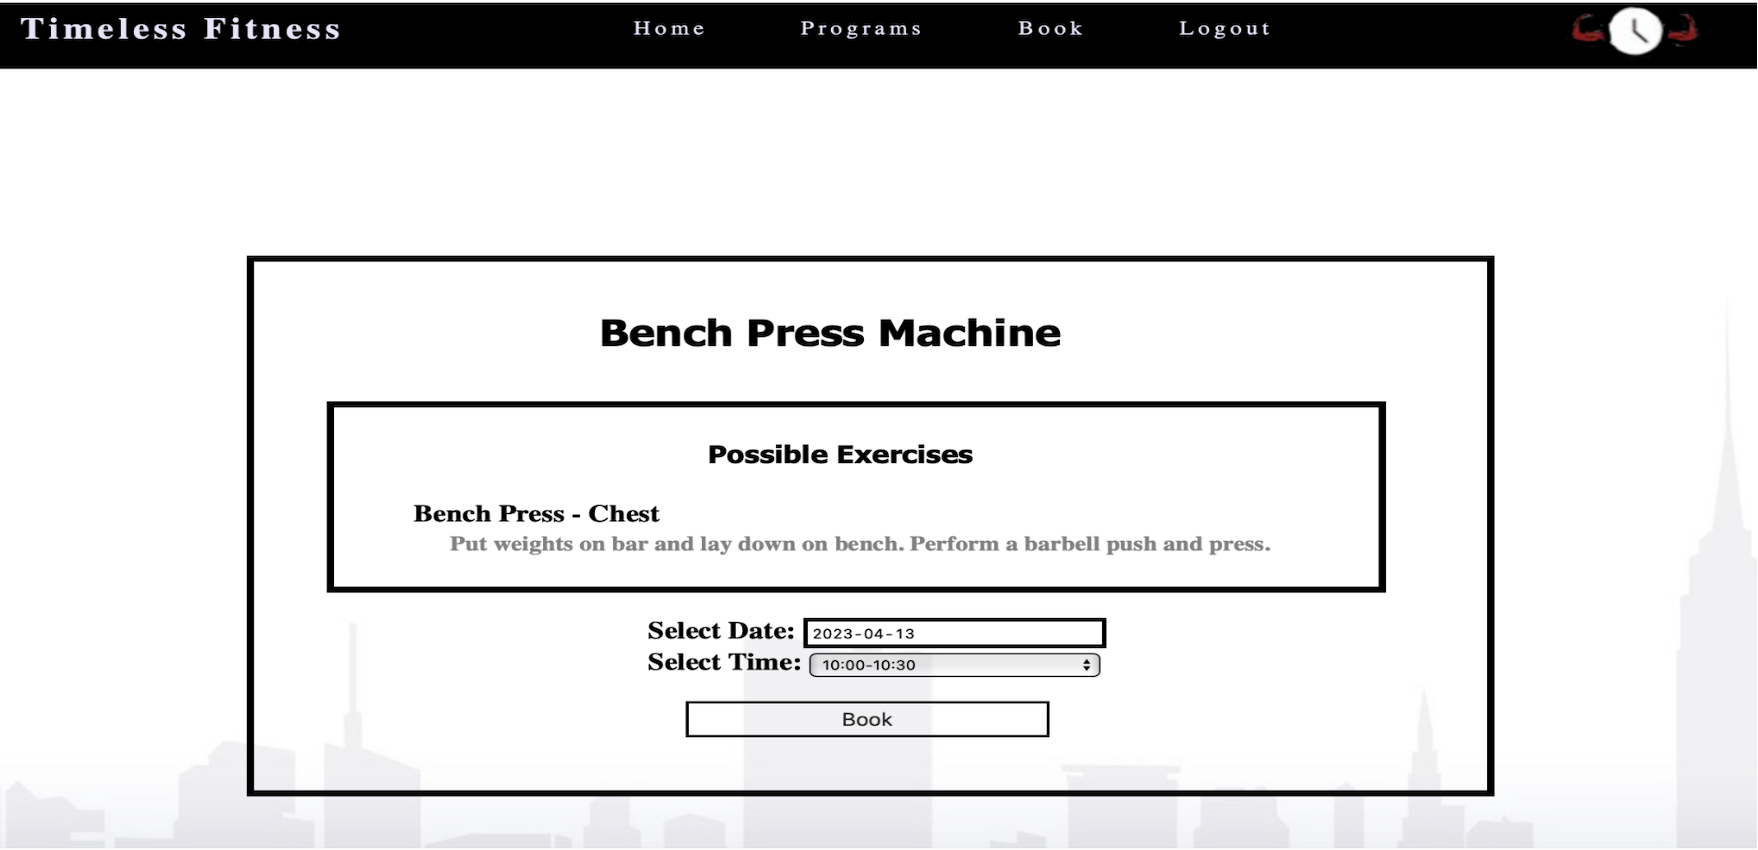 Timeless Fitness Home Programs Book Logout
Bench Press Machine
Possible Exercises
Bench Press - Chest
Put weights on bar and lay down on bench. Perform a barbell push and press.
Select Date: 2023-04-13
Select Time: 10:00-10:30
Book